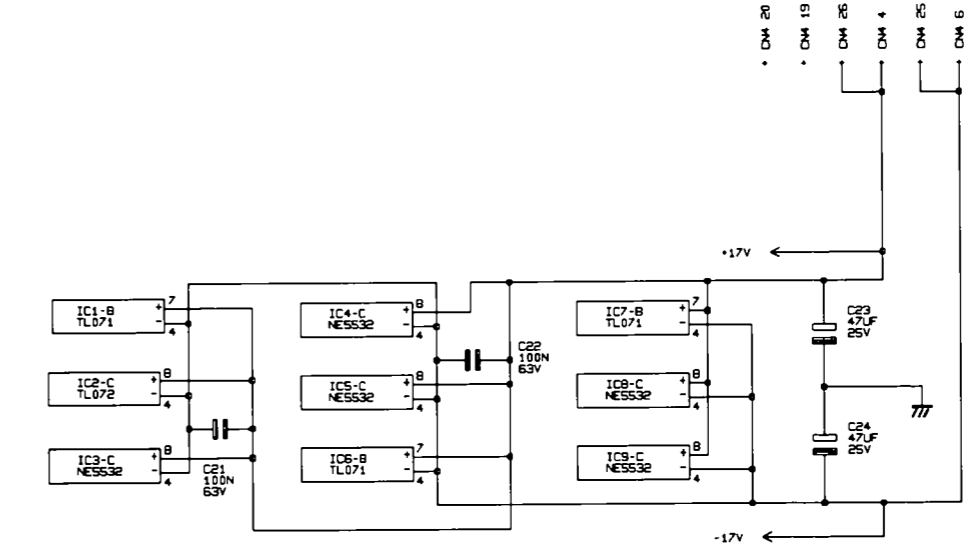 CN4 20
CN4 19
CN4 26
CN4 4
CN4 25
CN4 6
+17V
IC1-B
TL071
+
-
7
4
IC4-C
NE5532
+
-
8
4
IC7-B
TL071
+
-
7
4
C23
47UF
25V
C22
100N
63V
IC2-C
TL072
+
-
8
4
IC5-C
NE5532
+
-
8
4
IC8-C
NE5532
+
-
8
4
IC3-C
NE5532
+
-
8
4
C21
100N
63V
IC6-B
TL071
+
-
7
4
IC9-C
NE5532
+
-
8
4
C24
47UF
25V
-17V